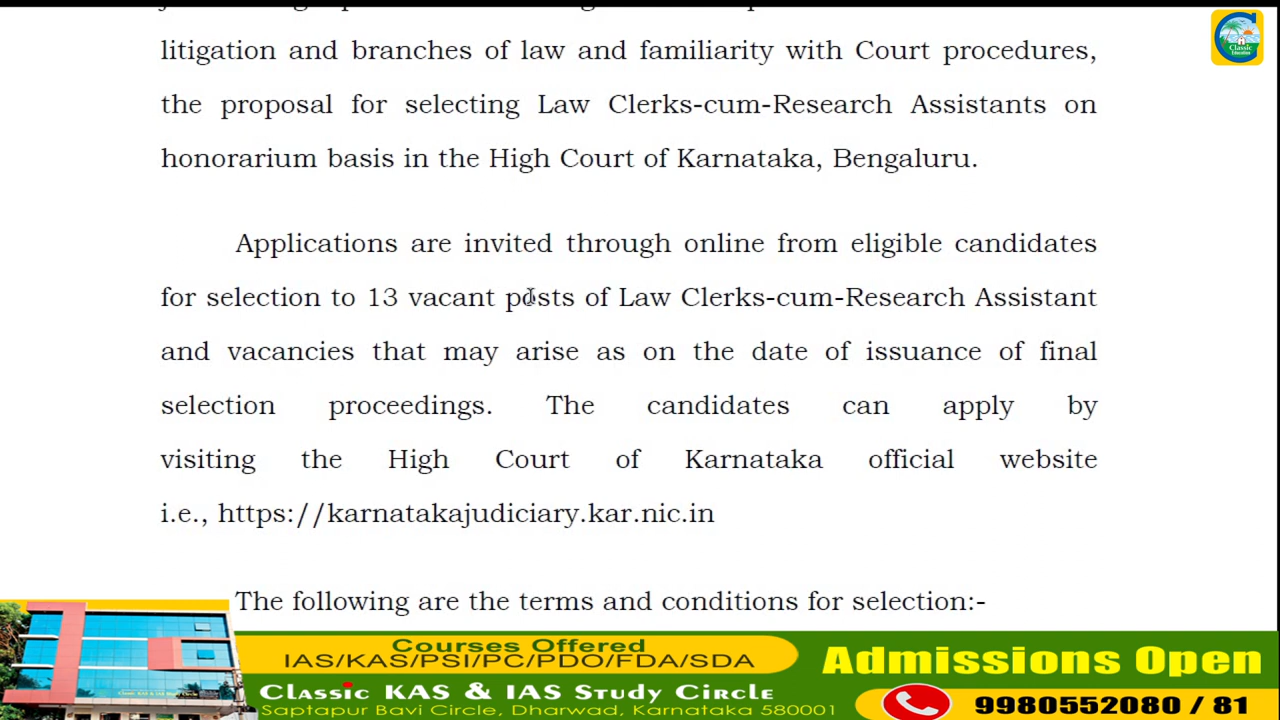 litigation and branches of law and familiarity with Court procedures,
the proposal for selecting Law Clerks-cum-Research Assistants on
honorarium basis in the High Court of Karnataka, Bengaluru.
Applications are invited through online from eligible candidates
for selection to 13 vacant posts of Law Clerks-cum-Research Assistant
and vacancies that may arise as on the date of issuance of final
selection proceedings. The candidates can apply by
visiting the High Court of Karnataka official website
i.e., https://karnatakajudiciary.kar.nic.in
The following are the terms and conditions for selection:-
Classic
Education
Courses Offered
IAS/KAS/PSI/PC/PDO/FDA/SDA
Admissions Open
Classic KAS & IAS Study Circle
Saptapur Bavi Circle, Dharwad, Karnataka 580001
9980552080 / 81